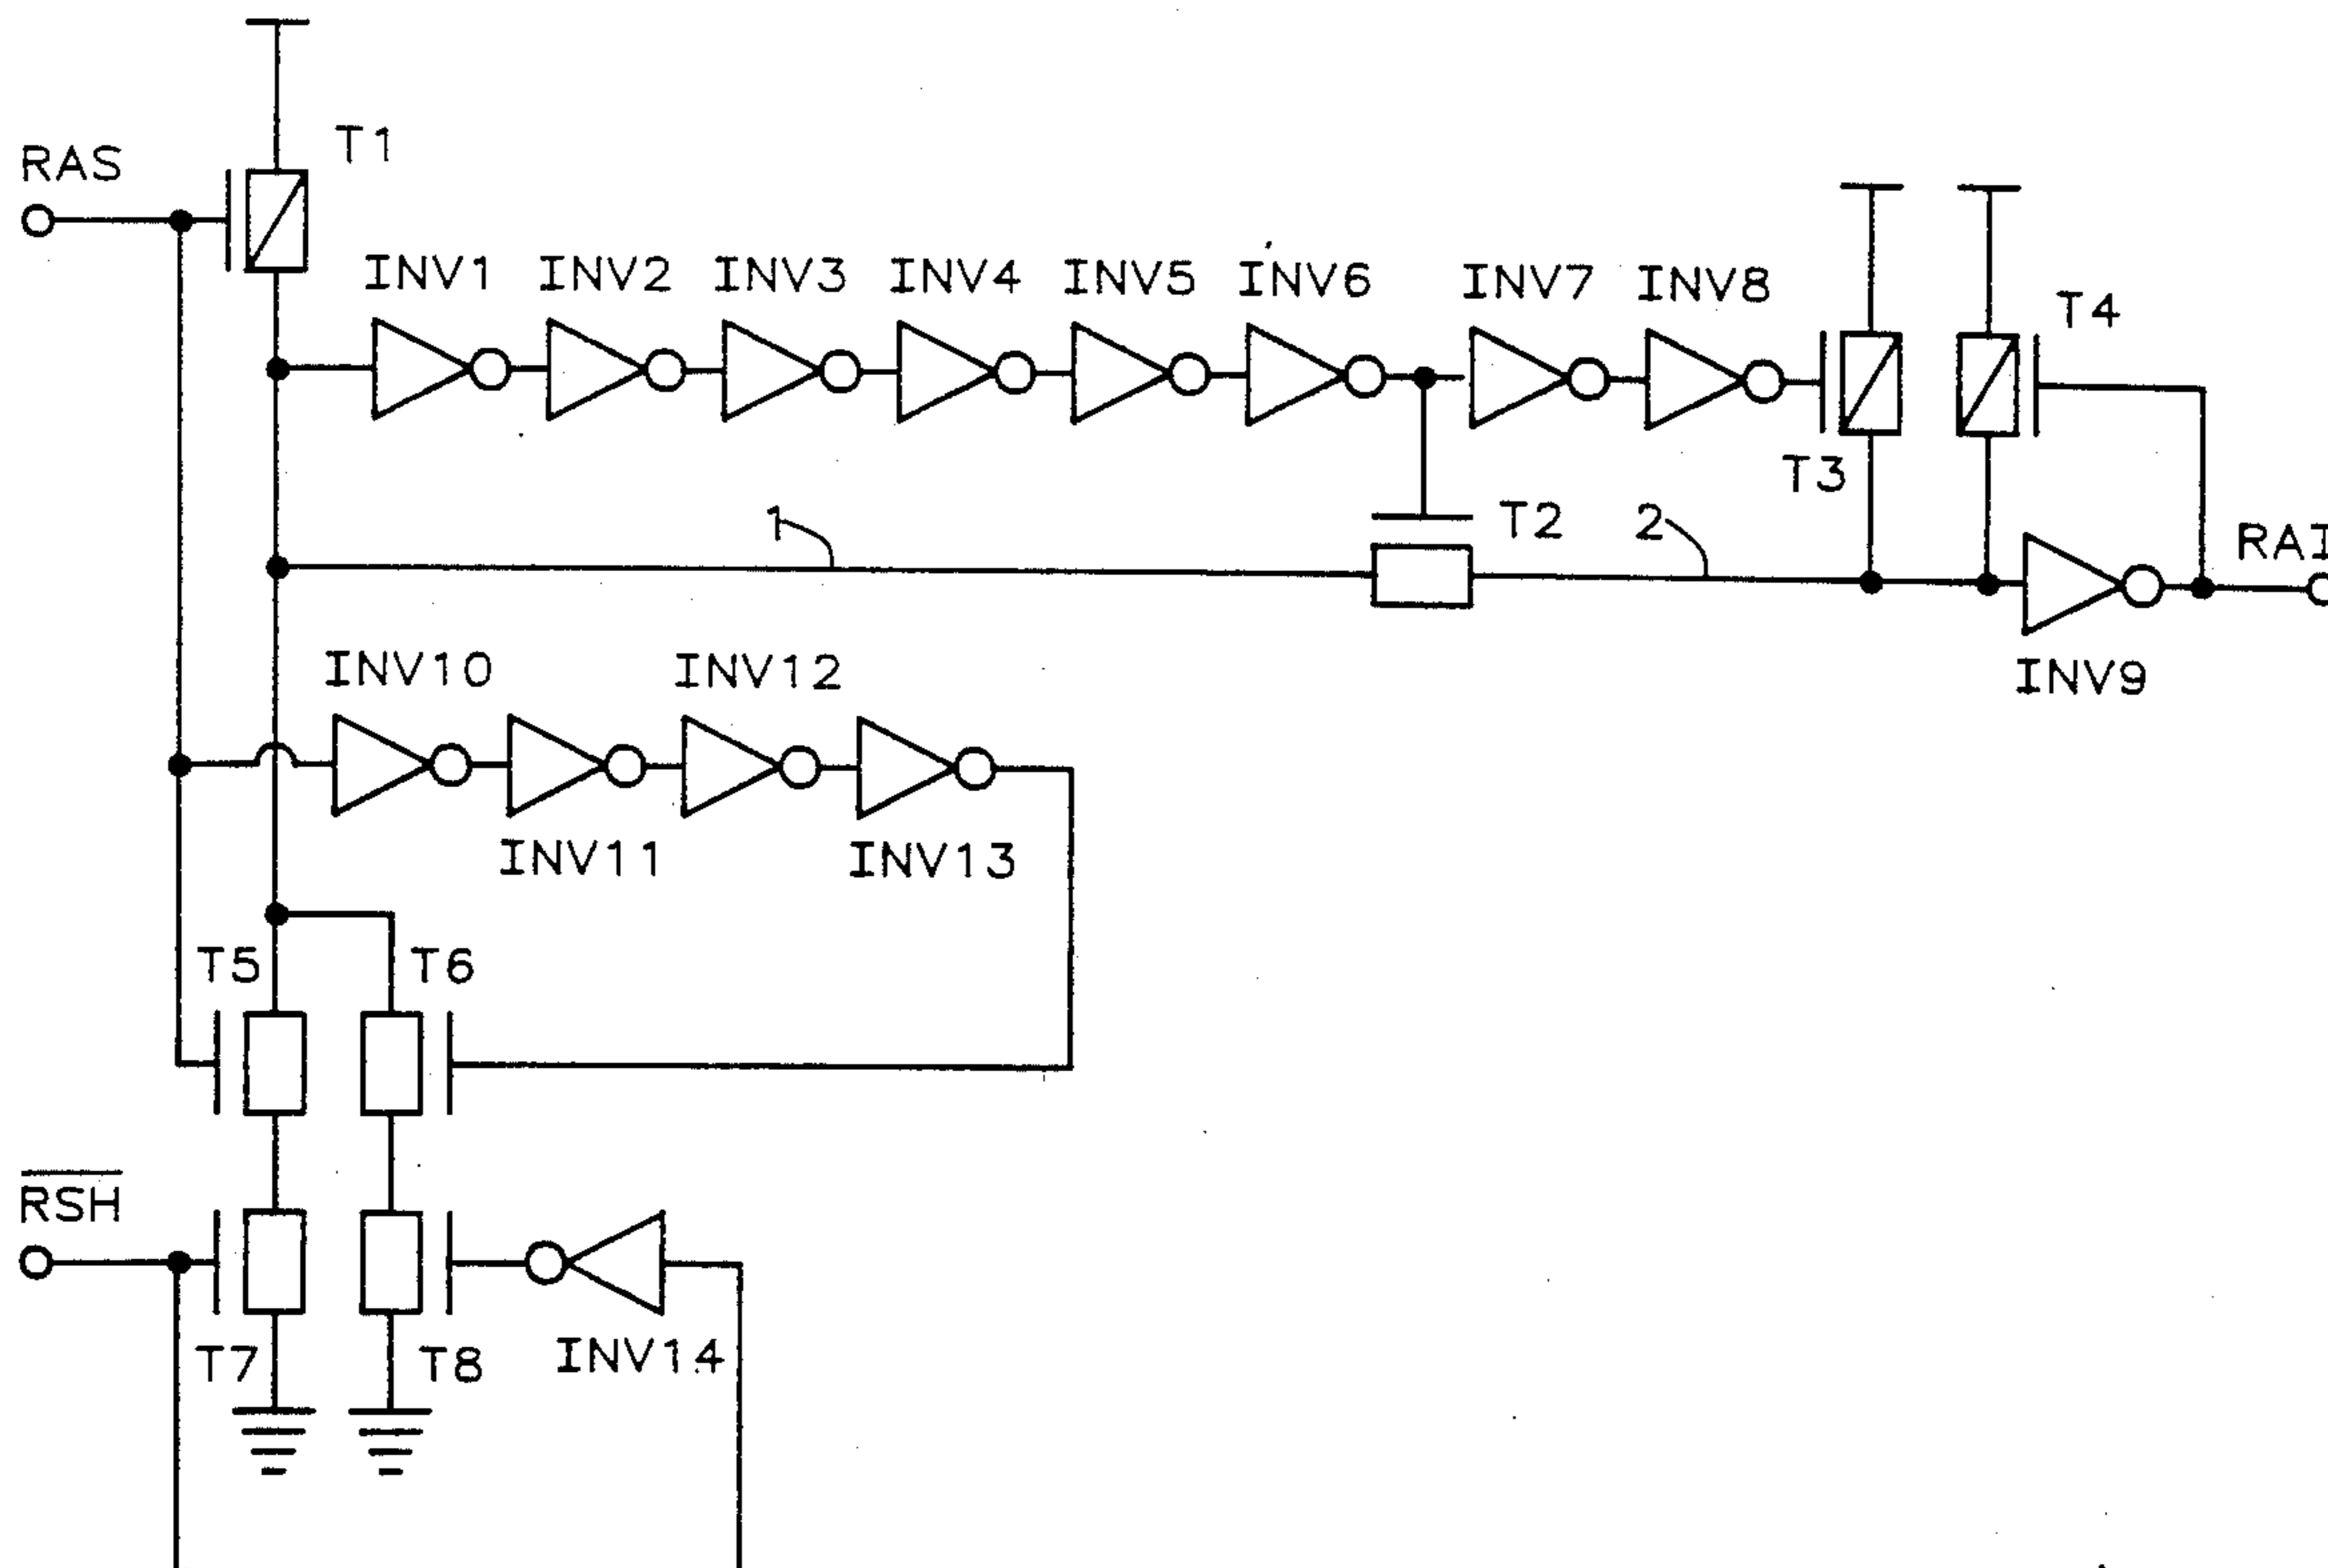 T1
RAS
INV1 INV2 INV3 INV4 INV5 INV6 INV7 INV8
T4
T3
1 T2 2
INV10 INV12
INV9
INV11 INV13
T5 T6
RSH
T7 T8 INV14